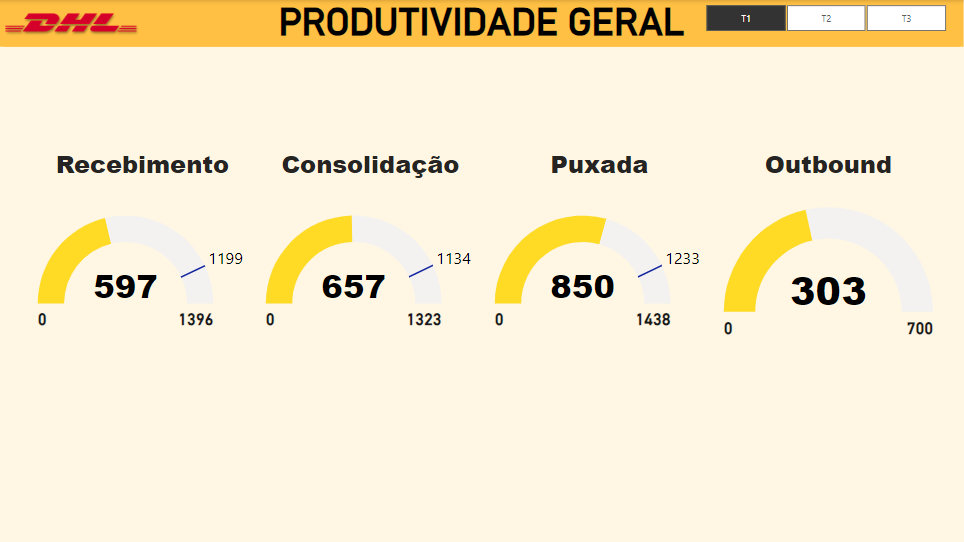 DHL
PRODUTIVIDADE GERAL
T1
T2
T3
Recebimento
Consolidação
Puxada
Outbound
1199
597
0
1396
1134
657
0
1323
1233
850
0
1438
303
0
700